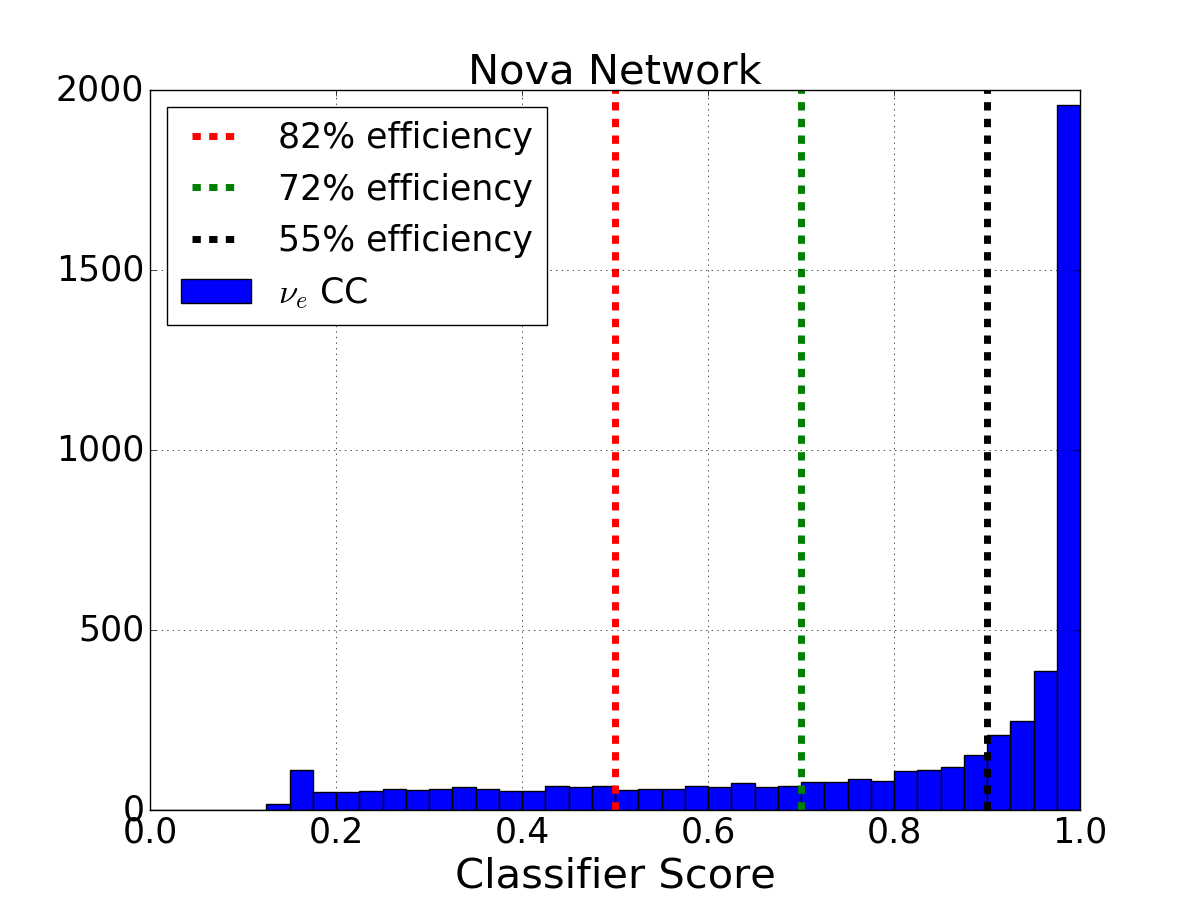 Nova Network
2000
1500
1000
500
0
82% efficiency
72% efficiency
55% efficiency
νe CC
0.0
0.2
0.4
0.6
0.8
1.0
Classifier Score